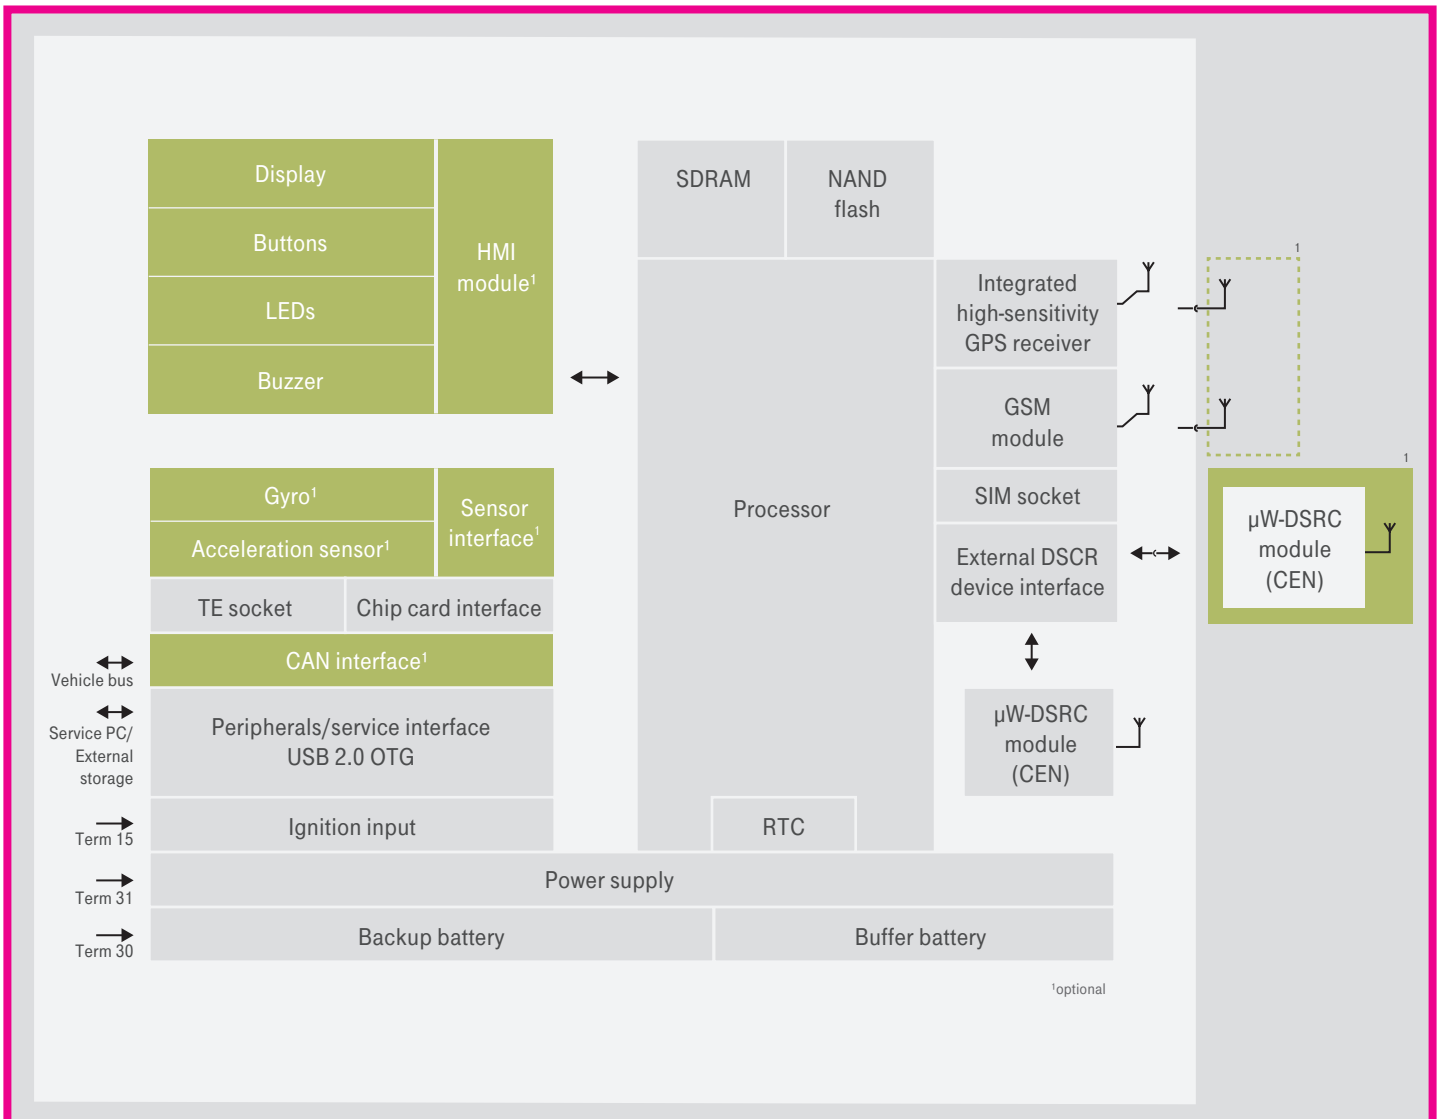 Display
Buttons
LEDs
Buzzer
HMI
module¹
SDRAM
NAND
flash
Integrated
high-sensitivity
GPS receiver
1
GSM
module
SIM socket
External DSCR
device interface
Processor
1
µW-DSRC
module
(CEN)
Gyro¹
Acceleration sensor¹
Sensor
interface¹
TE socket
Chip card interface
CAN interface¹
Vehicle bus
Peripherals/service interface
USB 2.0 OTG
Service PC/
External
storage
µW-DSRC
module
(CEN)
Ignition input
Term 15
RTC
Power supply
Term 31
Backup battery
Buffer battery
Term 30
¹optional